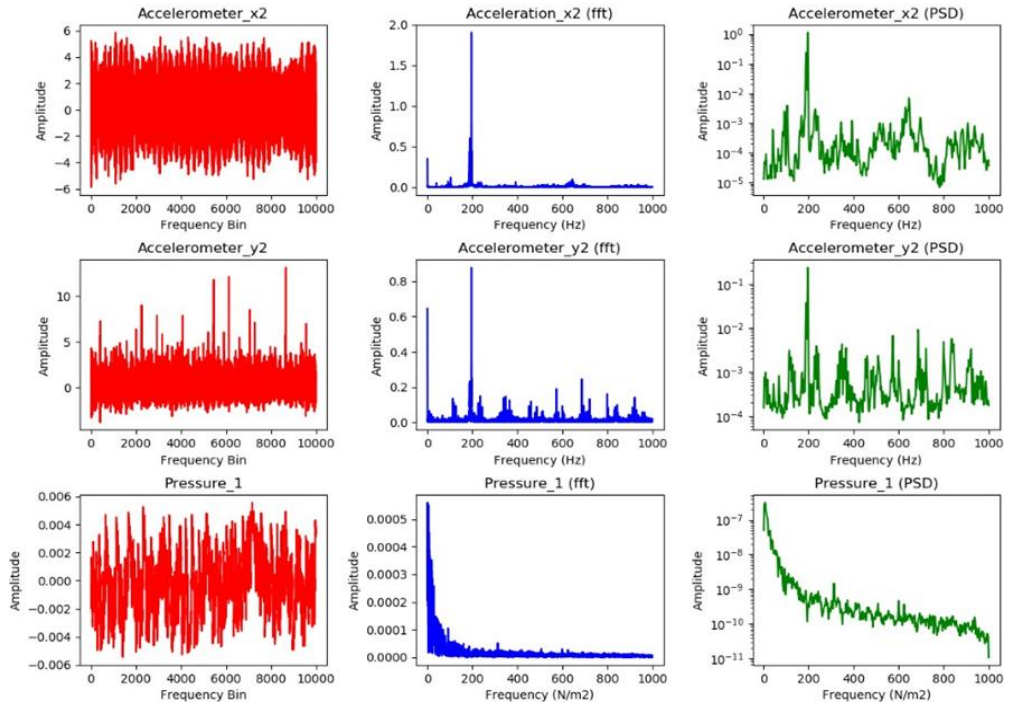 Accelerometer_x2
Amplitude
6
4
2
0
−2
−4
−6
0 2000 4000 6000 8000 10000
Frequency Bin
Acceleration_x2 (fft)
Amplitude
2.0
1.5
1.0
0.5
0.0
0 200 400 600 800 1000
Frequency (Hz)
Accelerometer_x2 (PSD)
Amplitude
10^0
10^−1
10^−2
10^−3
10^−4
10^−5
0 200 400 600 800 1000
Frequency (Hz)
Accelerometer_y2
Amplitude
10
5
0
0 2000 4000 6000 8000 10000
Frequency Bin
Accelerometer_y2 (fft)
Amplitude
0.8
0.6
0.4
0.2
0.0
0 200 400 600 800 1000
Frequency (Hz)
Accelerometer_y2 (PSD)
Amplitude
10^−1
10^−2
10^−3
10^−4
0 200 400 600 800 1000
Frequency (Hz)
Pressure_1
Amplitude
0.006
0.004
0.002
0.000
−0.002
−0.004
−0.006
0 2000 4000 6000 8000 10000
Frequency Bin
Pressure_1 (fft)
Amplitude
0.0005
0.0004
0.0003
0.0002
0.0001
0.0000
0 200 400 600 800 1000
Frequency (N/m2)
Pressure_1 (PSD)
Amplitude
10^−7
10^−8
10^−9
10^−10
10^−11
0 200 400 600 800 1000
Frequency (N/m2)